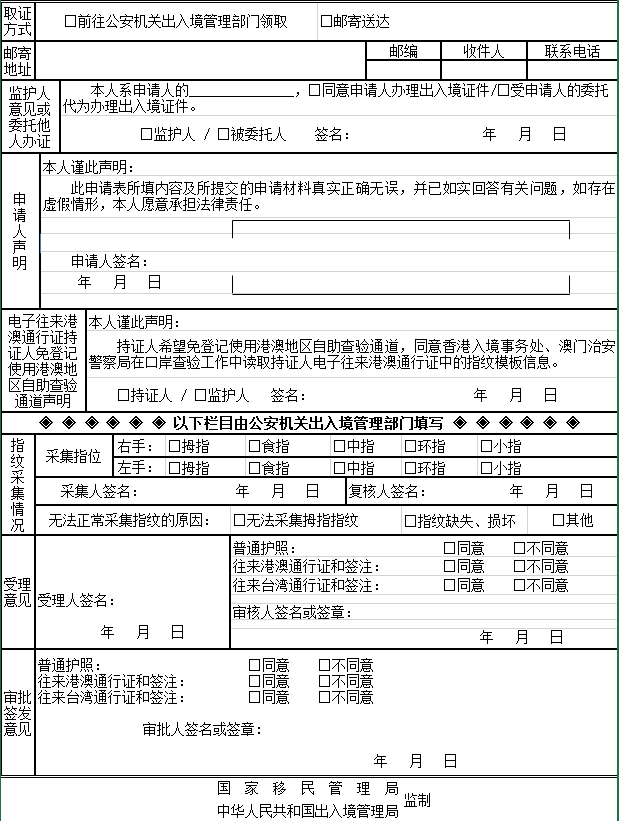 取证方式 □前往公安机关出入境管理部门领取 □邮寄送达
邮寄地址 邮编 收件人 联系电话
监护人意见或委托他人办证
本人系申请人的_______________，□同意申请人办理出入境证件/□受申请人的委托
代为办理出入境证件。
□监护人 / □被委托人 签名： 年 月 日
申请人声明
本人谨此声明：
此申请表所填内容及所提交的申请材料真实正确无误，并已如实回答有关问题，如存在
虚假情形，本人愿意承担法律责任。
申请人签名：
年 月 日
电子往来港
澳通行证持
证人免登记
使用港澳地
区自助查验
通道声明
本人谨此声明：
持证人希望免登记使用港澳地区自助查验通道，同意香港入境事务处、澳门治安
警察局在口岸查验工作中读取持证人电子往来港澳通行证中的指纹模板信息。
□持证人 / □监护人 签名： 年 月 日
◈ ◈ ◈ ◈ ◈ ◈ 以下栏目由公安机关出入境管理部门填写 ◈ ◈ ◈ ◈ ◈ ◈
指纹采集情况
采集指位
右手： □拇指 □食指 □中指 □环指 □小指
左手： □拇指 □食指 □中指 □环指 □小指
采集人签名： 年 月 日 复核人签名： 年 月 日
无法正常采集指纹的原因： □无法采集拇指指纹 □指纹缺失、损坏 □其他
受理意见
受理人签名：
年 月 日
普通护照： □同意 □不同意
往来港澳通行证和签注： □同意 □不同意
往来台湾通行证和签注： □同意 □不同意
审核人签名或签章：
年 月 日
审批签发意见
普通护照： □同意 □不同意
往来港澳通行证和签注： □同意 □不同意
往来台湾通行证和签注： □同意 □不同意
审批人签名或签章：
年 月 日
国家移民管理局
中华人民共和国出入境管理局
监制